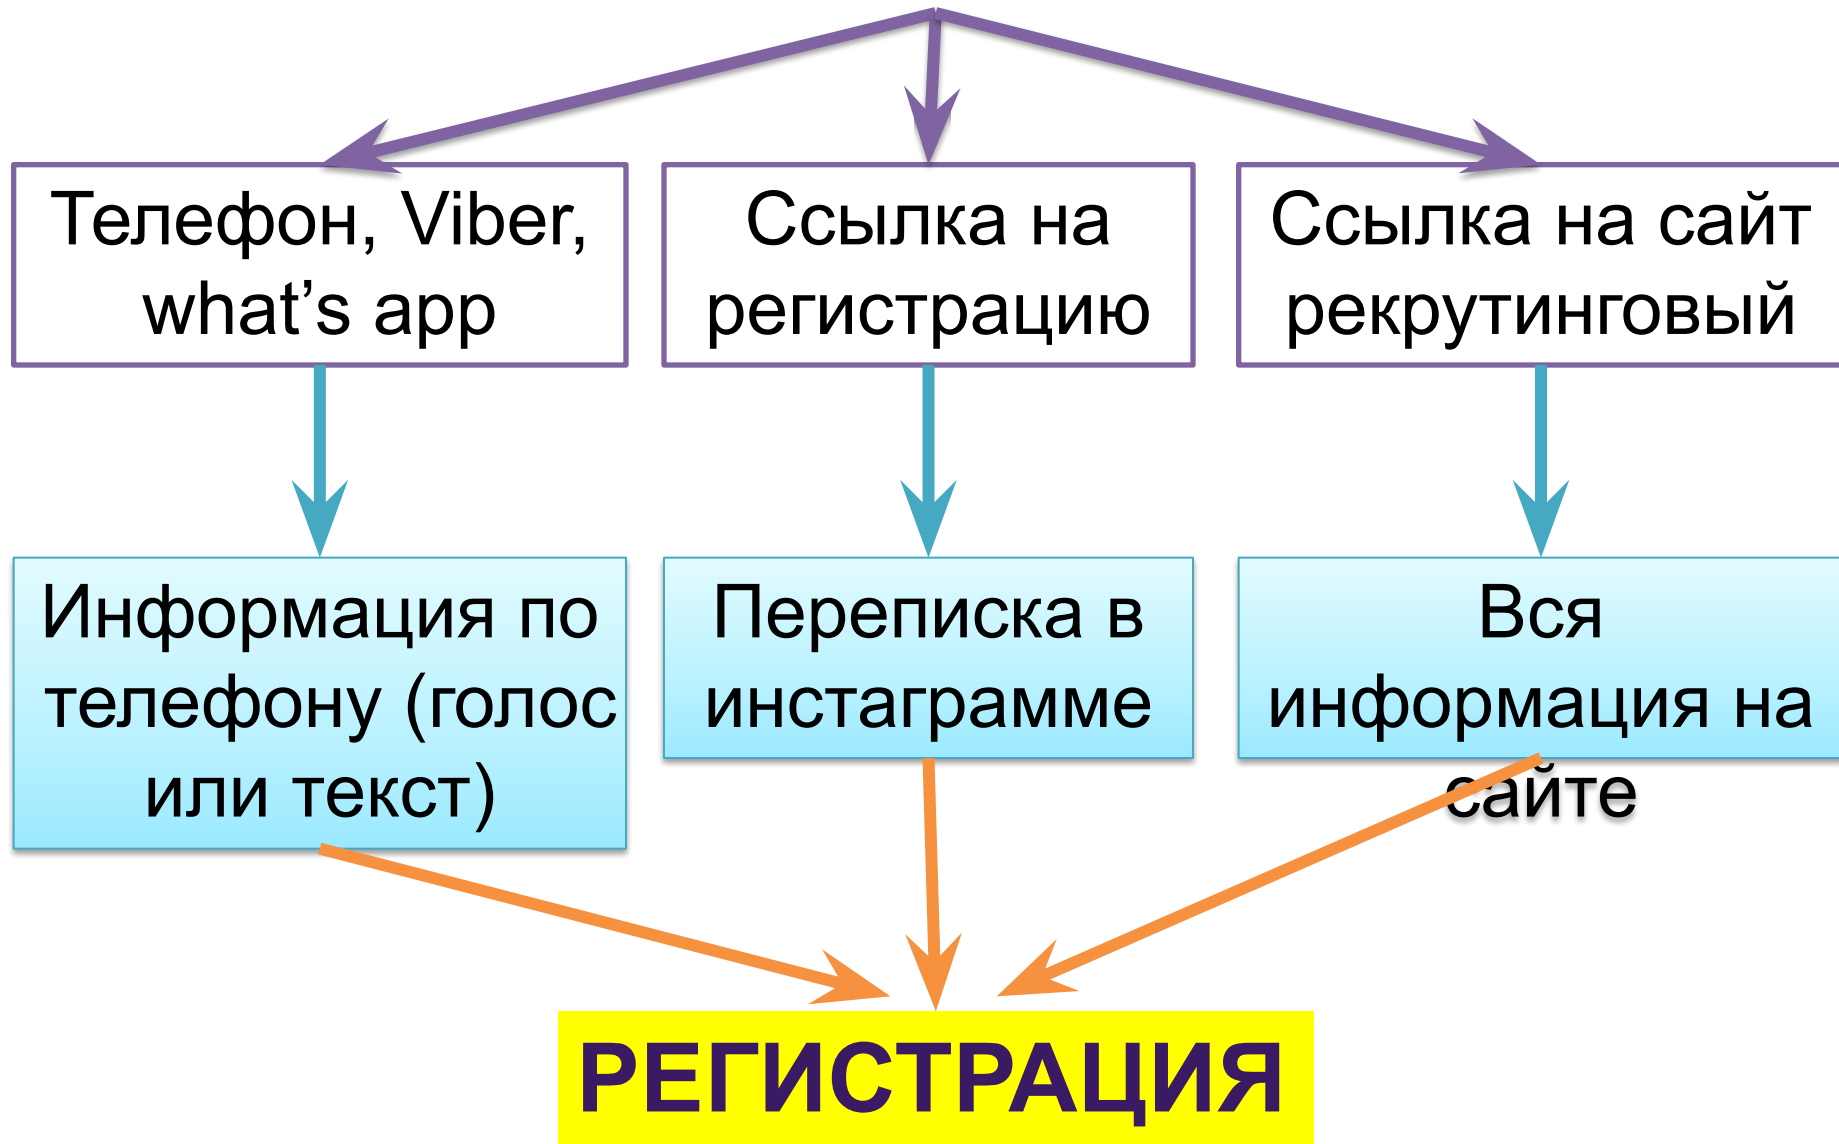 Телефон, Viber,
what’s app
Ссылка на
регистрацию
Ссылка на сайт
рекрутинговый
Информация по
телефону (голос
или текст)
Переписка в
инстаграмме
Вся
информация на
сайте
РЕГИСТРАЦИЯ